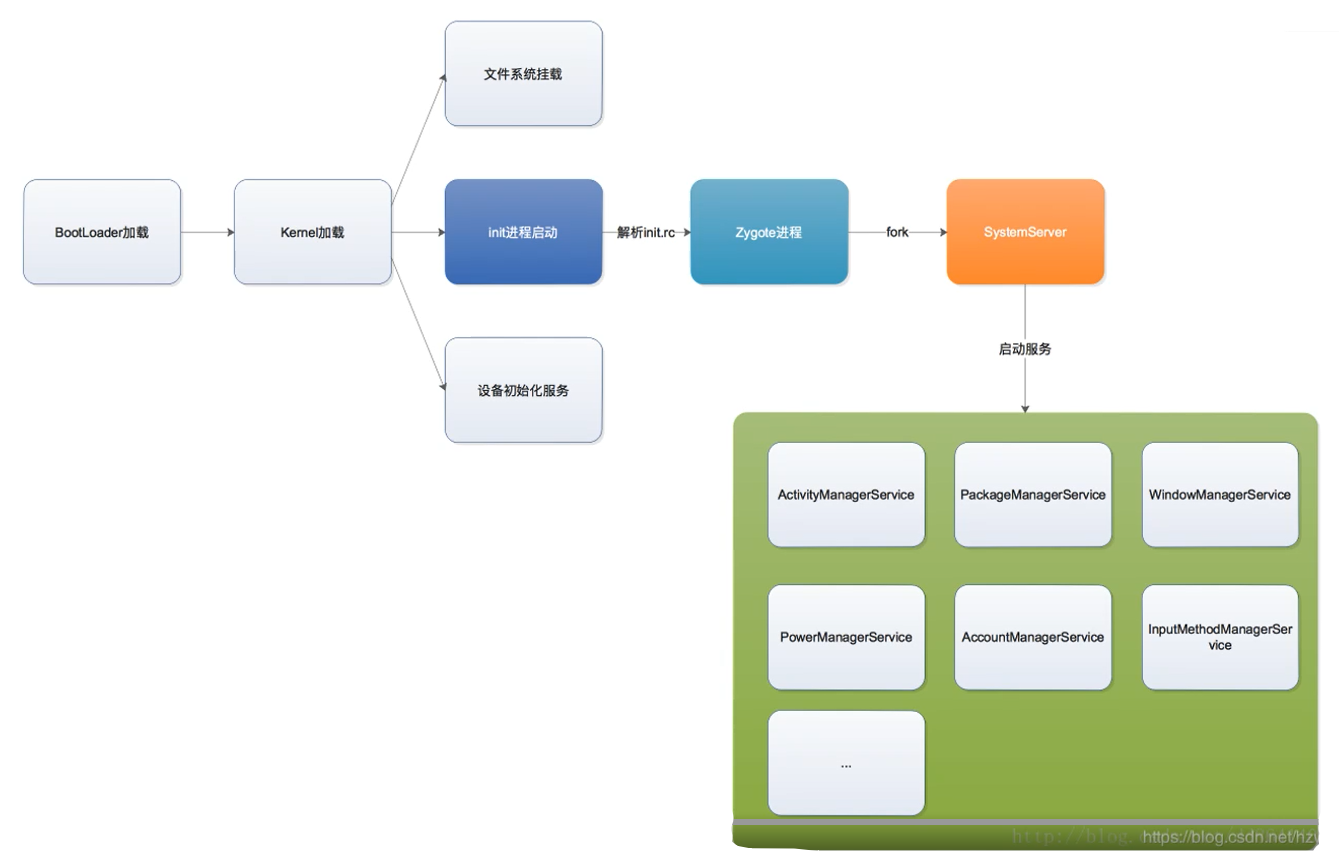 文件系统挂载
BootLoader加载
Kernel加载
init进程启动
解析init.rc
Zygote进程
fork
SystemServer
设备初始化服务
启动服务
ActivityManagerService
PackageManagerService
WindowManagerService
PowerManagerService
AccountManagerService
InputMethodManagerSer
vice
...
http://blog.
https://blog.csdn.net/hzw